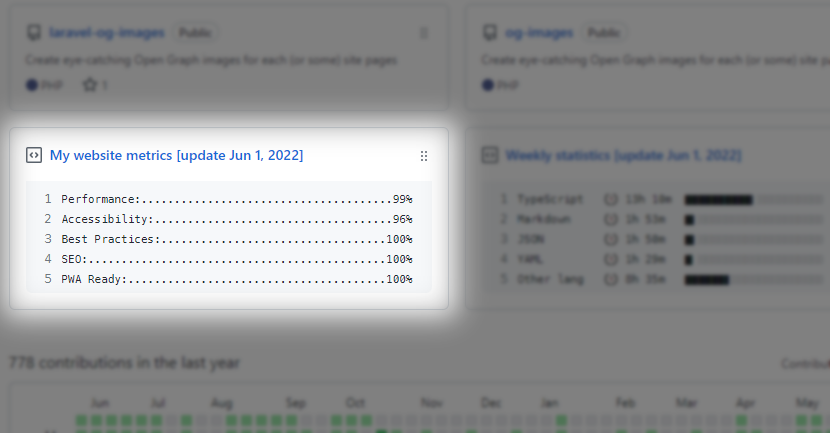 laravel-og-images Public
Create eye-catching Open Graph images for each (or some) site pages
PHP 1
og-images Public
Create eye-catching Open Graph images for each (or some) site pages
PHP
My website metrics [update Jun 1, 2022]
1 Performance:......................................99%
2 Accessibility:....................................96%
3 Best Practices:..................................100%
4 SEO:.............................................100%
5 PWA Ready:.......................................100%
Weekly statistics [update Jun 1, 2022]
1 TypeScript 13h 18m
2 Markdown 1h 53m
3 JSON 1h 50m
4 YAML 1h 29m
5 Other lang 8h 35m
778 contributions in the last year
Jun Jul Aug Sep Oct Nov Dec Jan Feb Mar Apr May